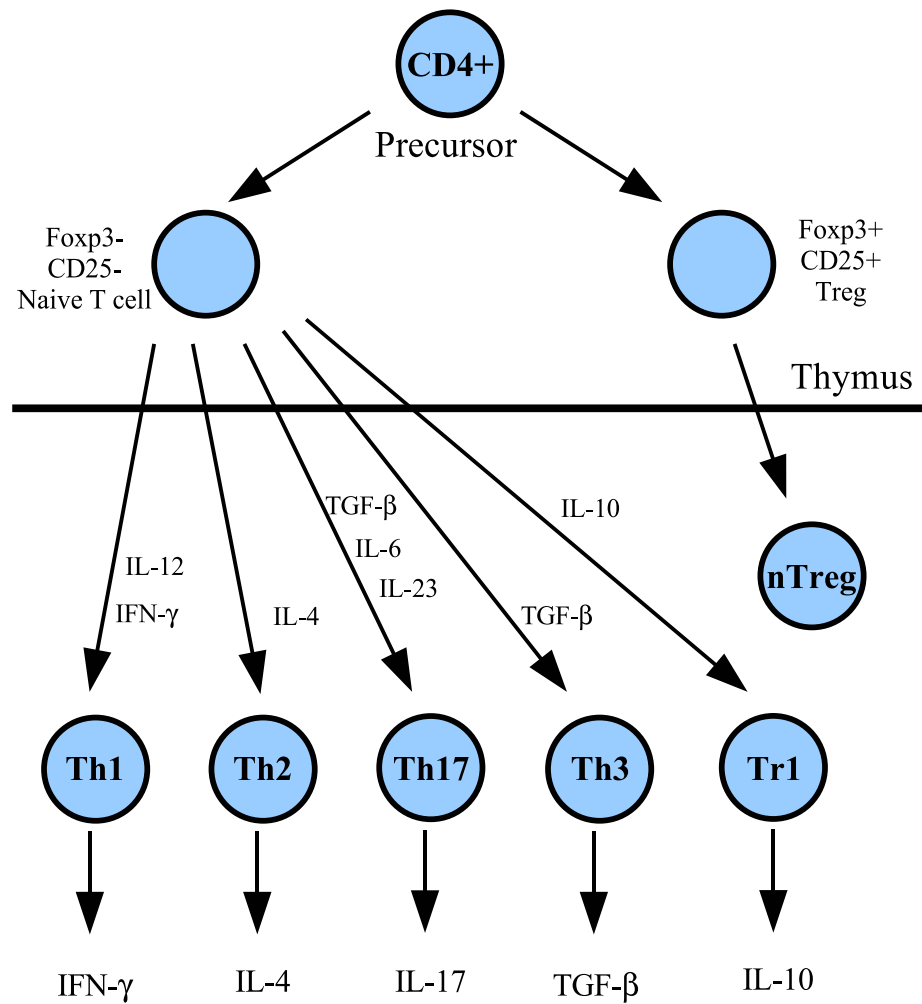 CD4+
Precursor
Foxp3-
CD25-
Naive T cell
Foxp3+
CD25+
Treg
Thymus
TGF-β
IL-10
IL-6
IL-12
IL-23
nTreg
IFN-γ
IL-4
TGF-β
Th1
Th2
Th17
Th3
Tr1
IFN-γ
IL-4
IL-17
TGF-β
IL-10